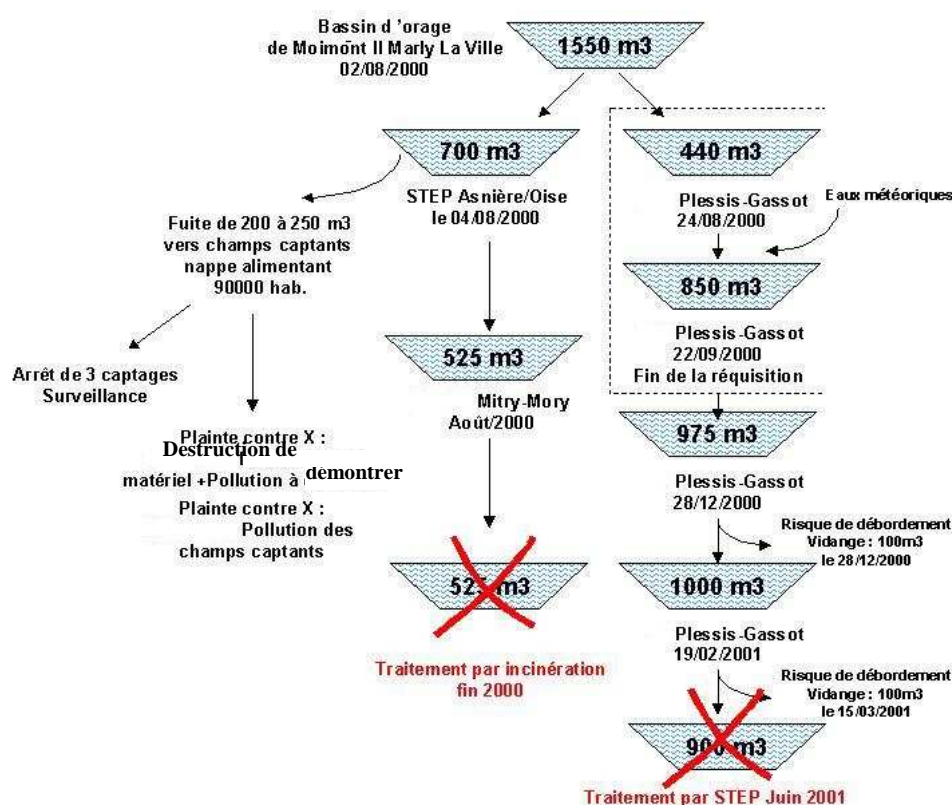 Bassin d 'orage
de Moimont II Marly La Ville
02/08/2000
1550 m3
700 m3
STEP Asnière/Oise
le 04/08/2000
Fuite de 200 à 250 m3
vers champs captants
nappe alimentant
90000 hab.
Arrêt de 3 captages
Surveillance
Plainte contre X :
Destruction de
matériel +Pollution à démontrer
Plainte contre X :
Pollution des
champs captants
525 m3
Mitry-Mory
Août/2000
525 m3
Traitement par incinération
fin 2000
440 m3
Plessis-Gassot
24/08/2000
Eaux météoriques
850 m3
Plessis-Gassot
22/09/2000
Fin de la réquisition
975 m3
Plessis-Gassot
28/12/2000
Risque de débordement
Vidange : 100m3
le 28/12/2000
1000 m3
Plessis-Gassot
19/02/2001
Risque de débordement
Vidange : 100m3
le 15/03/2001
900 m3
Traitement par STEP Juin 2001